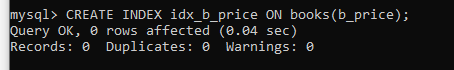 mysql> CREATE INDEX idx_b_price ON books(b_price);
Query OK, 0 rows affected (0.04 sec)
Records: 0  Duplicates: 0  Warnings: 0